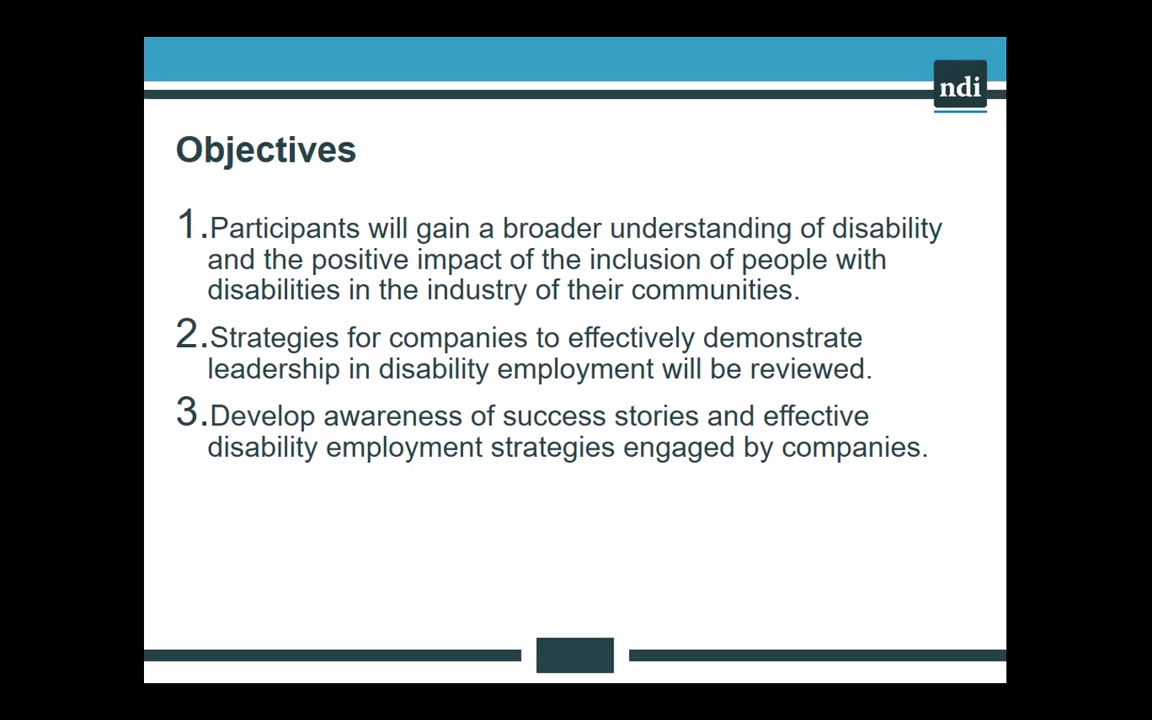 ndi
Objectives
1.Participants will gain a broader understanding of disability
and the positive impact of the inclusion of people with
disabilities in the industry of their communities.
2.Strategies for companies to effectively demonstrate
leadership in disability employment will be reviewed.
3.Develop awareness of success stories and effective
disability employment strategies engaged by companies.